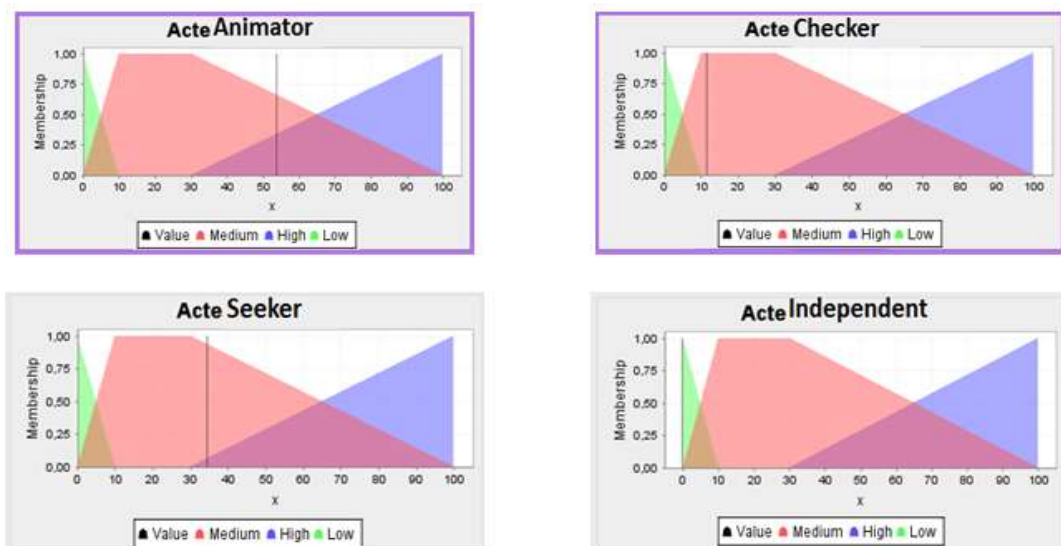 Acte Animator
1,00
0,75
0,50
0,25
0,00
Membership
0 10 20 30 40 50 60 70 80 90 100
x
Value Medium High Low
Acte Checker
1,00
0,75
0,50
0,25
0,00
Membership
0 10 20 30 40 50 60 70 80 90 100
x
Value Medium High Low
Acte Seeker
1,00
0,75
0,50
0,25
0,00
Membership
0 10 20 30 40 50 60 70 80 90 100
x
Value Medium High Low
Acte Independent
1,00
0,75
0,50
0,25
0,00
Membership
0 10 20 30 40 50 60 70 80 90 100
x
Value Medium High Low